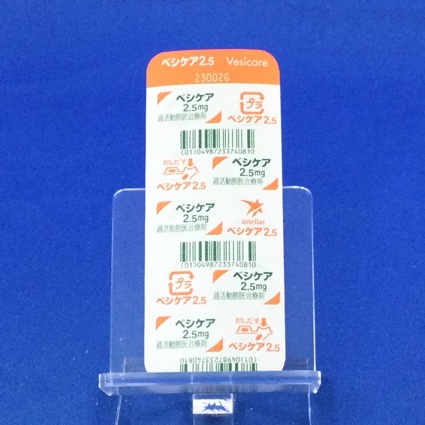 ベシケア2.5 Vesicare
230026
ベシケア
2.5mg
過活動膀胱治療剤
プラ
ベシケア2.5
(01)04987233740810
おしだす
ベシケア2.5
ベシケア
2.5mg
過活動膀胱治療剤
ベシケア
2.5mg
過活動膀胱治療剤
astellas
ベシケア2.5
(01)04987233740810
プラ
ベシケア2.5
ベシケア
2.5mg
過活動膀胱治療剤
ベシケア
2.5mg
過活動膀胱治療剤
おしだす
ベシケア2.5
(01)04987233740810